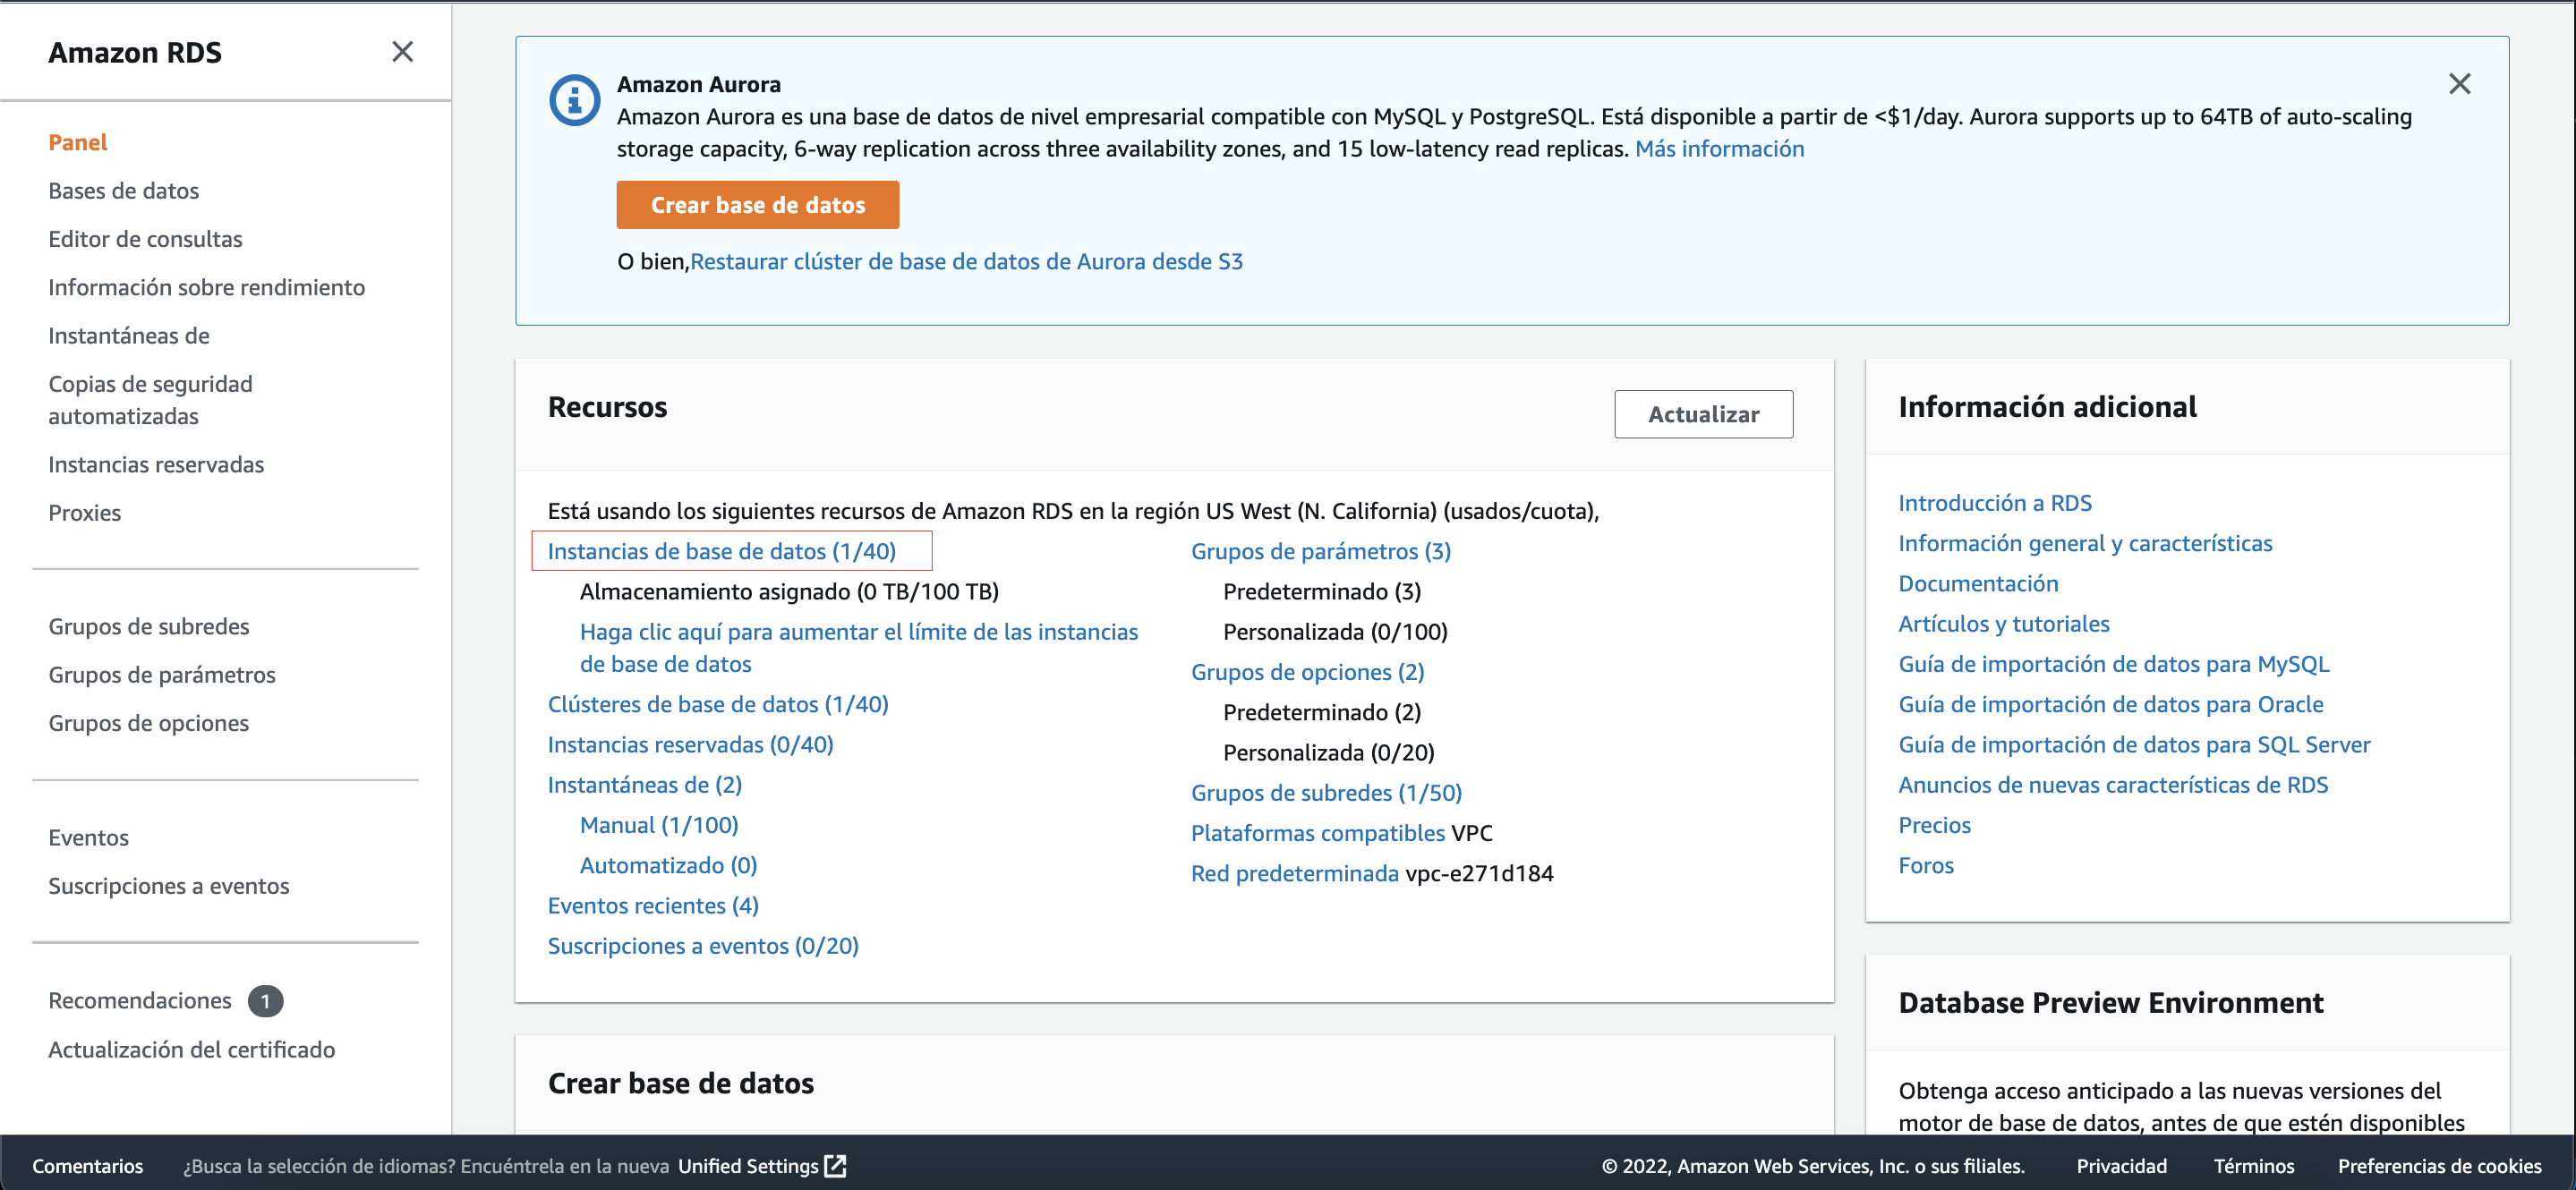 Amazon RDS
Panel
Bases de datos
Editor de consultas
Información sobre rendimiento
Instantáneas de
Copias de seguridad
automatizadas
Instancias reservadas
Proxies
Grupos de subredes
Grupos de parámetros
Grupos de opciones
Eventos
Suscripciones a eventos
Recomendaciones 1
Actualización del certificado
Amazon Aurora
Amazon Aurora es una base de datos de nivel empresarial compatible con MySQL y PostgreSQL. Está disponible a partir de <$1/day. Aurora supports up to 64TB of auto-scaling
storage capacity, 6-way replication across three availability zones, and 15 low-latency read replicas. Más información
Crear base de datos
O bien,Restaurar clúster de base de datos de Aurora desde S3
Recursos
Actualizar
Está usando los siguientes recursos de Amazon RDS en la región US West (N. California) (usados/cuota),
Instancias de base de datos (1/40)
Almacenamiento asignado (0 TB/100 TB)
Haga clic aquí para aumentar el límite de las instancias
de base de datos
Clústeres de base de datos (1/40)
Instancias reservadas (0/40)
Instantáneas de (2)
Manual (1/100)
Automatizado (0)
Eventos recientes (4)
Suscripciones a eventos (0/20)
Grupos de parámetros (3)
Predeterminado (3)
Personalizada (0/100)
Grupos de opciones (2)
Predeterminado (2)
Personalizada (0/20)
Grupos de subredes (1/50)
Plataformas compatibles VPC
Red predeterminada vpc-e271d184
Crear base de datos
Información adicional
Introducción a RDS
Información general y características
Documentación
Artículos y tutoriales
Guía de importación de datos para MySQL
Guía de importación de datos para Oracle
Guía de importación de datos para SQL Server
Anuncios de nuevas características de RDS
Precios
Foros
Database Preview Environment
Obtenga acceso anticipado a las nuevas versiones del
motor de base de datos, antes de que estén disponibles
Comentarios
¿Busca la selección de idiomas? Encuéntrela en la nueva Unified Settings
© 2022, Amazon Web Services, Inc. o sus filiales.
Privacidad
Términos
Preferencias de cookies